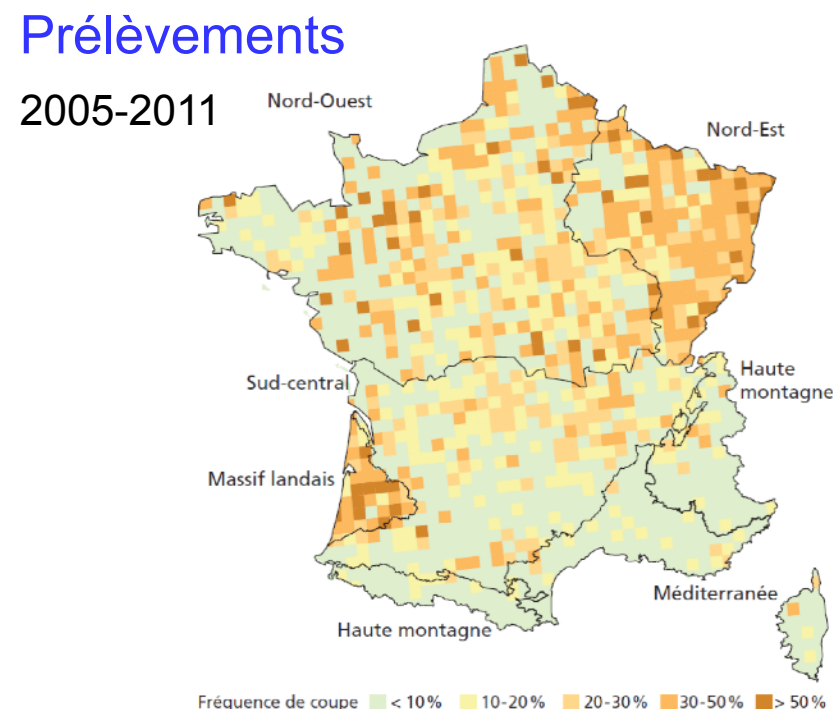 Prélèvements
2005-2011
Nord-Ouest
Nord-Est
Sud-central
Haute
montagne
Massif landais
Méditerranée
Haute montagne
Fréquence de coupe < 10% 10-20% 20-30% 30-50% > 50%